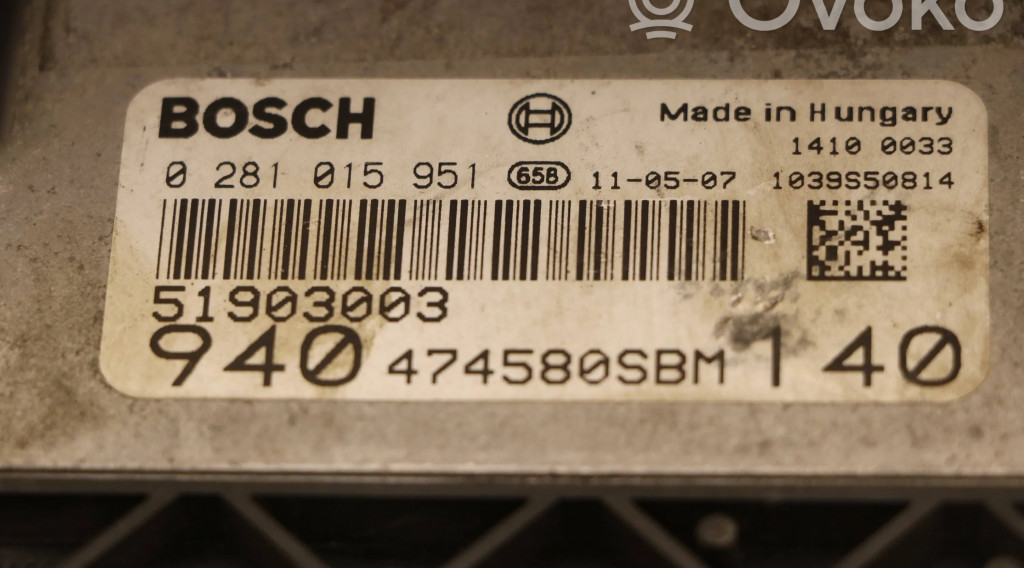 Ovoko
BOSCH
Made in Hungary
1410 0033
0 281 015 951 658 11-05-07 1039S50814
51903003
940 474580SBM 140